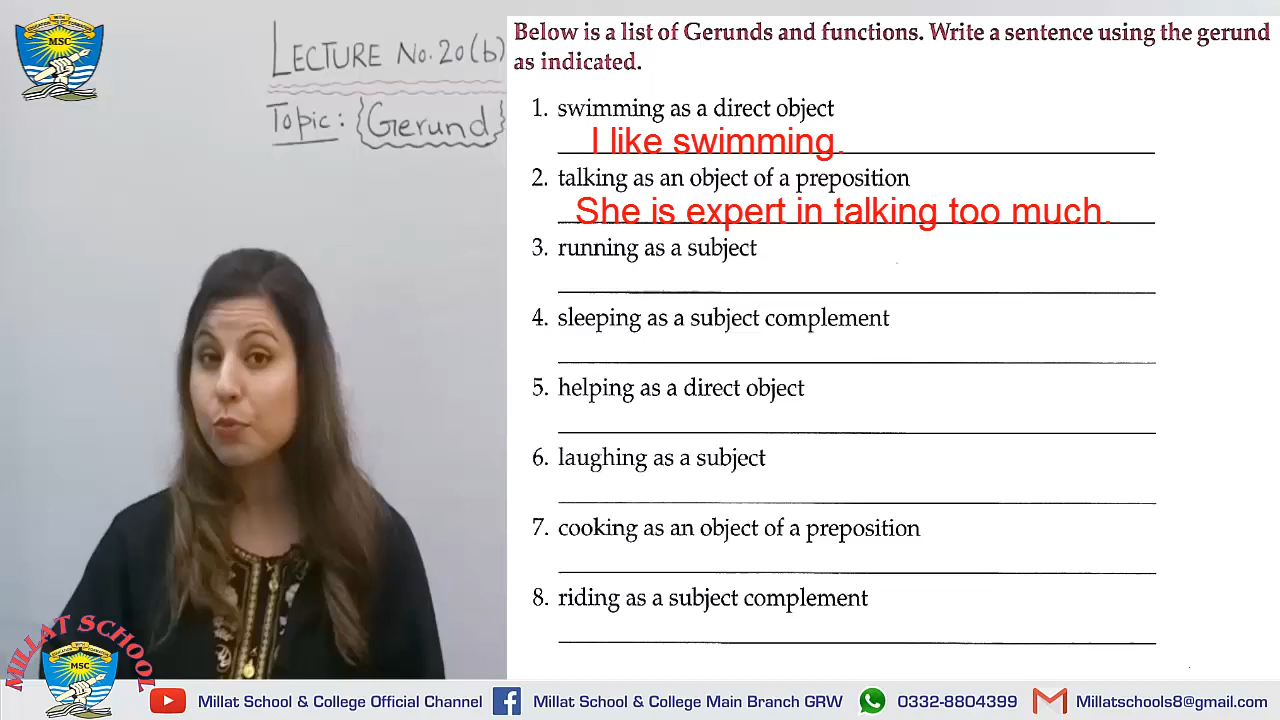 MSC
LECTURE No. 20(b)
Topic: {Gerund}
Below is a list of Gerunds and functions. Write a sentence using the gerund
as indicated.
1. swimming as a direct object
I like swimming.
2. talking as an object of a preposition
She is expert in talking too much.
3. running as a subject
4. sleeping as a subject complement
5. helping as a direct object
6. laughing as a subject
7. cooking as an object of a preposition
8. riding as a subject complement
MILLAT SCHOOL
MSC
Millat School & College Official Channel
Millat School & College Main Branch GRW
0332-8804399
Millatschools8@gmail.com